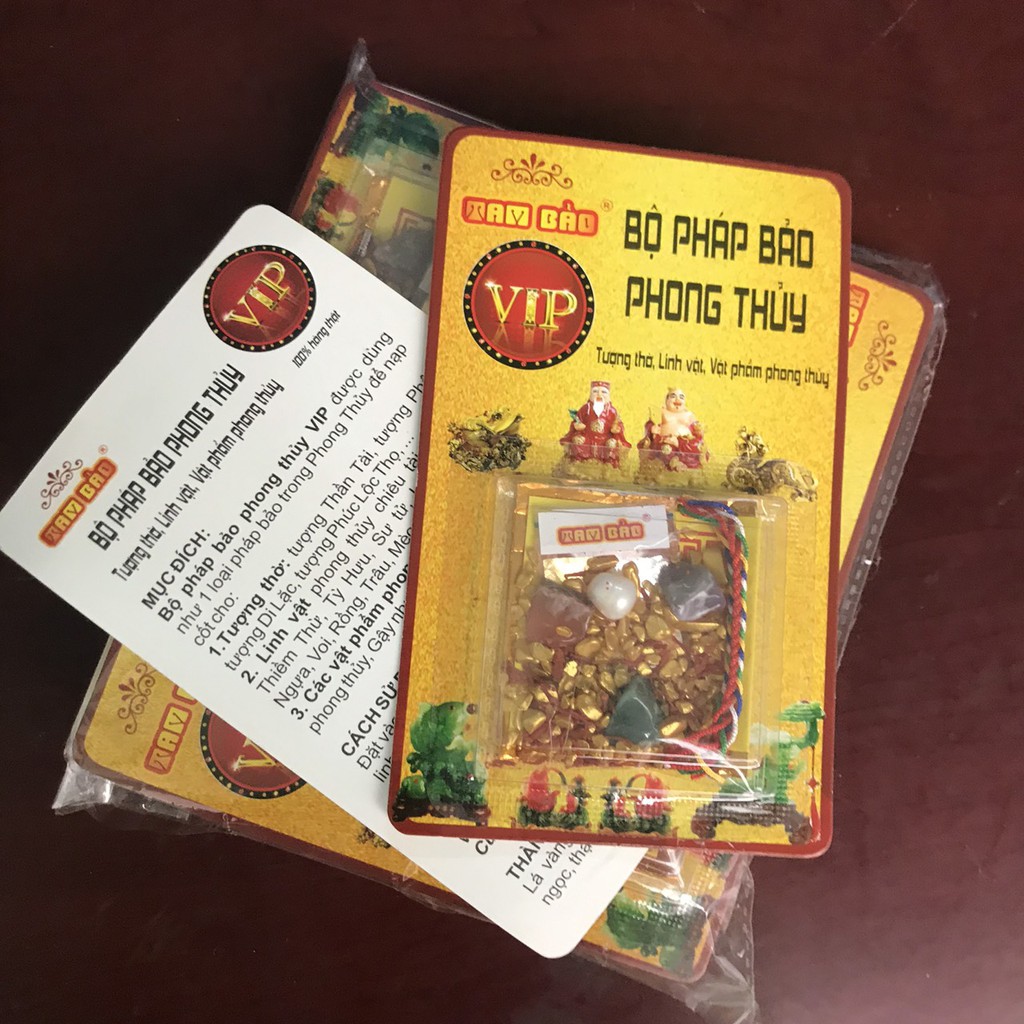 TAM BẢO®
BỘ PHÁP BẢO
PHONG THỦY
VIP
Tượng thờ, Linh vật, Vật phẩm phong thủy
TAM BẢO
TAM BẢO®
VIP
100% hàng thật
BỘ PHÁP BẢO PHONG THỦY
Tượng thờ, Linh vật, Vật phẩm phong thủy
MỤC ĐÍCH:
Bộ pháp bảo phong thủy VIP được dùng
như 1 loại pháp bảo trong Phong Thủy để nạp
cốt cho:
1.Tượng thờ: tượng Thần Tài, tượng
tượng Di Lặc, tượng Phúc Lộc Thọ,...
2. Linh vật phong thủy chiêu tài
Thiềm Thừ, Tỳ Hưu, Sư tử,
Ngựa, Voi, Rồng, Trâu,
3. Các vật phẩm
phong thủy, Gậy
CÁCH
Đặt
TAM